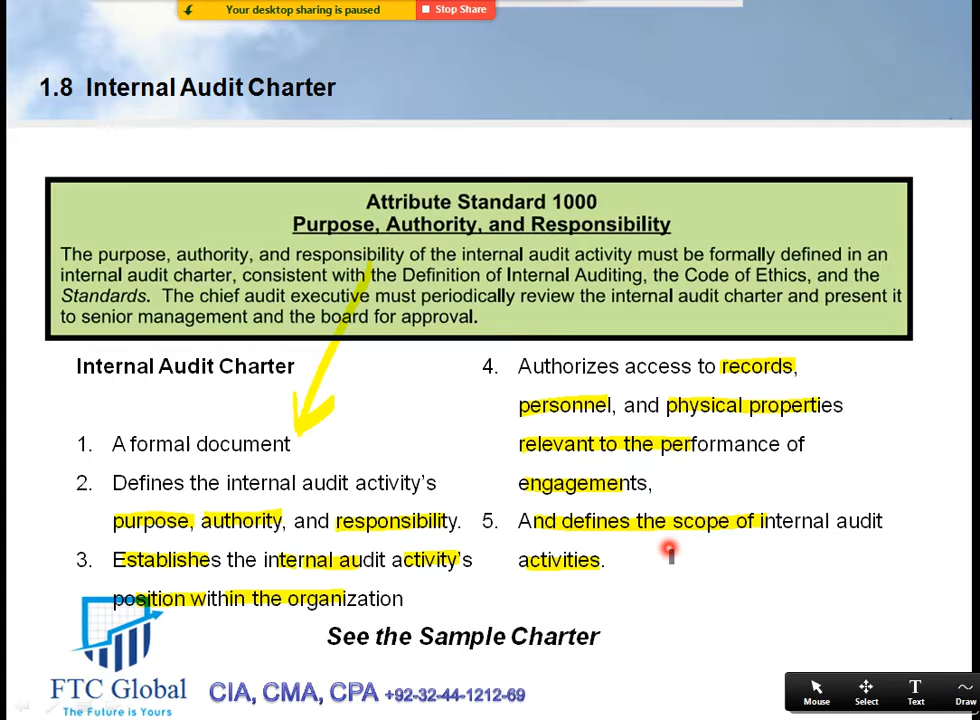 Your desktop sharing is paused
Stop Share
1.8 Internal Audit Charter
Attribute Standard 1000
Purpose, Authority, and Responsibility
The purpose, authority, and responsibility of the internal audit activity must be formally defined in an
internal audit charter, consistent with the Definition of Internal Auditing, the Code of Ethics, and the
Standards. The chief audit executive must periodically review the internal audit charter and present it
to senior management and the board for approval.
Internal Audit Charter
1. A formal document
2. Defines the internal audit activity's
purpose, authority, and responsibility.
3. Establishes the internal audit activity's
position within the organization
4. Authorizes access to records,
personnel, and physical properties
relevant to the performance of
engagements,
5. And defines the scope of internal audit
activities.
See the Sample Charter
FTC Global
The Future is Yours
CIA, CMA, CPA +92-32-44-1212-69
Mouse
Select
Text
Draw